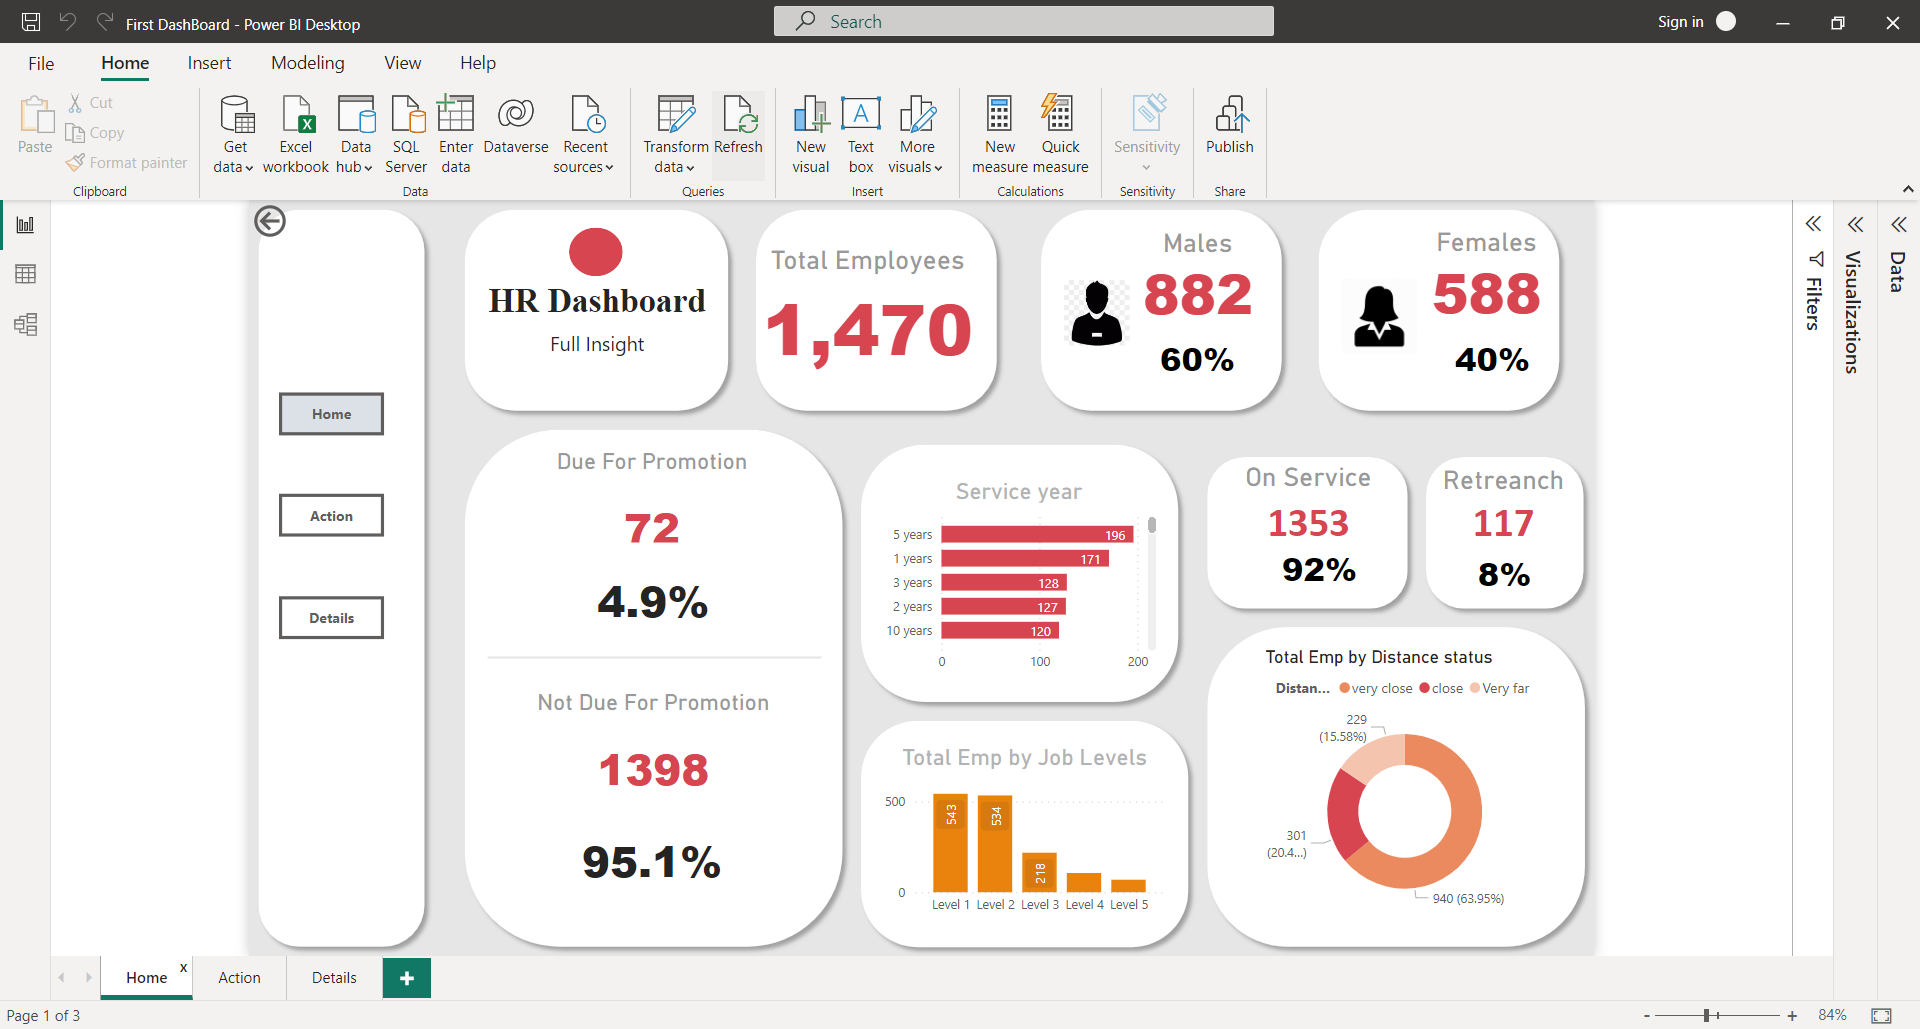 First DashBoard - Power BI Desktop
Search
Sign in
File
Home
Insert
Modeling
View
Help
Paste
Cut
Copy
Format painter
Clipboard
Get data
Excel workbook
Data hub
SQL Server
Enter data
Dataverse
Recent sources
Data
Transform data
Refresh
Queries
New visual
Text box
More visuals
Insert
New measure
Quick measure
Calculations
Sensitivity
Sensitivity
Publish
Share
Home
Action
Details
HR Dashboard
Full Insight
Total Employees
1,470
Males
882
60%
Females
588
40%
Due For Promotion
72
4.9%
Not Due For Promotion
1398
95.1%
Service year
5 years 196
1 years 171
3 years 128
2 years 127
10 years 120
0 100 200
On Service
1353
92%
Retreanch
117
8%
Total Emp by Job Levels
500
0
543
534
218
Level 1 Level 2 Level 3 Level 4 Level 5
Total Emp by Distance status
Distan... very close close Very far
229
(15.58%)
301
(20.4...)
940 (63.95%)
Filters
Visualizations
Data
Home x
Action
Details
+
Page 1 of 3
- + 84%